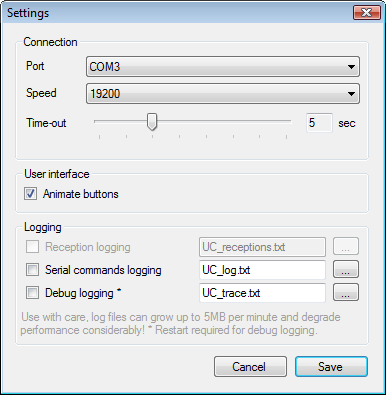 Settings
Connection
Port COM3
Speed 19200
Time-out 5 sec
User interface
Animate buttons
Logging
Reception logging UC_receptions.txt ...
Serial commands logging UC_log.txt ...
Debug logging * UC_trace.txt ...
Use with care, log files can grow up to 5MB per minute and degrade
perfomance considerably! * Restart required for debug logging.
Cancel Save